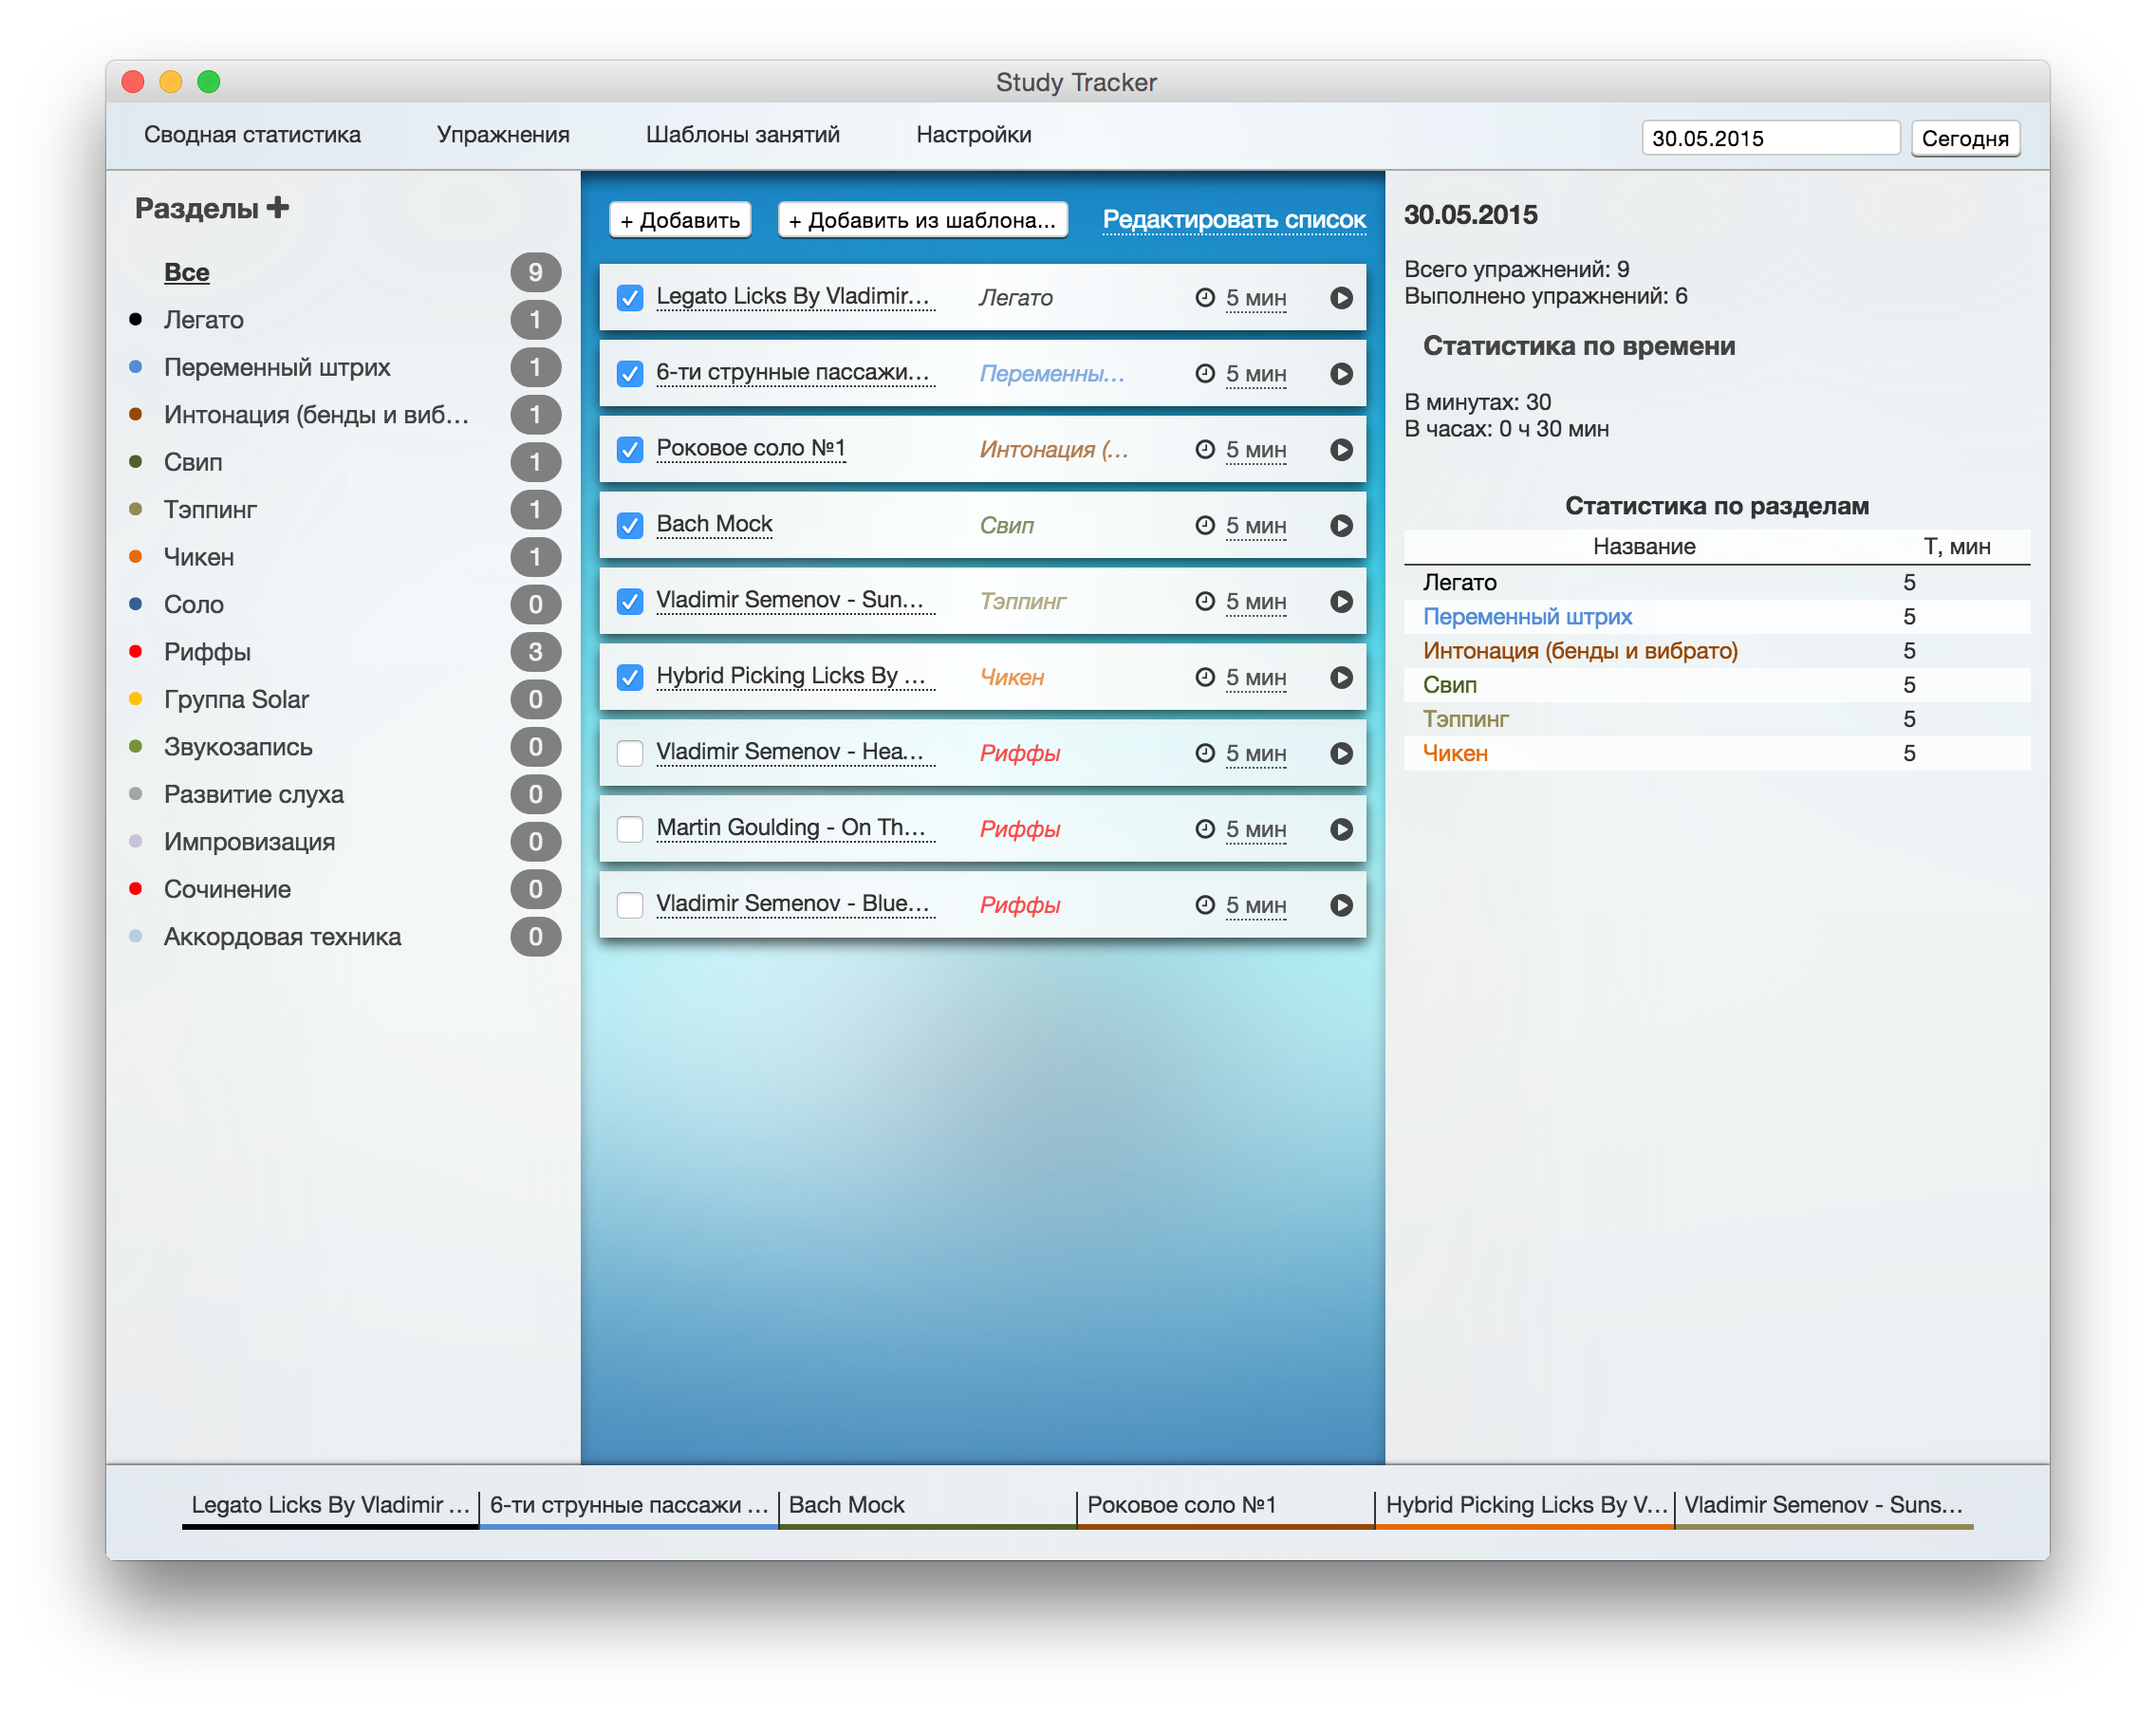 Study Tracker
Сводная статистика Упражнения Шаблоны занятий Настройки 30.05.2015 Сегодня
Разделы +
Все 9
Легато 1
Переменный штрих 1
Интонация (бенды и виб... 1
Свип 1
Тэппинг 1
Чикен 1
Соло 0
Риффы 3
Группа Solar 0
Звукозапись 0
Развитие слуха 0
Импровизация 0
Сочинение 0
Аккордовая техника 0
+ Добавить + Добавить из шаблона... Редактировать список
Legato Licks By Vladimir... Легато 5 мин
6-ти струнные пассажи... Переменны... 5 мин
Роковое соло №1 Интонация (... 5 мин
Bach Mock Свип 5 мин
Vladimir Semenov - Sun... Тэппинг 5 мин
Hybrid Picking Licks By ... Чикен 5 мин
Vladimir Semenov - Hea... Риффы 5 мин
Martin Goulding - On Th... Риффы 5 мин
Vladimir Semenov - Blue... Риффы 5 мин
30.05.2015
Всего упражнений: 9
Выполнено упражнений: 6
Статистика по времени
В минутах: 30
В часах: 0 ч 30 мин
Статистика по разделам
Название Т, мин
Легато 5
Переменный штрих 5
Интонация (бенды и вибрато) 5
Свип 5
Тэппинг 5
Чикен 5
Legato Licks By Vladimir ... 6-ти струнные пассажи ... Bach Mock Роковое соло №1 Hybrid Picking Licks By V... Vladimir Semenov - Suns...